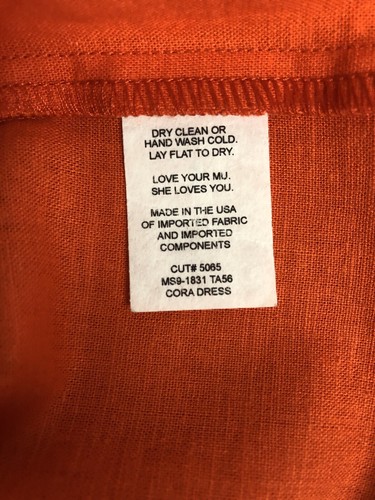 DRY CLEAN OR
HAND WASH COLD.
LAY FLAT TO DRY.
LOVE YOUR MU.
SHE LOVES YOU.
MADE IN THE USA
OF IMPORTED FABRIC
AND IMPORTED
COMPONENTS
CUT# 5065
MS9-1831 TA56
CORA DRESS